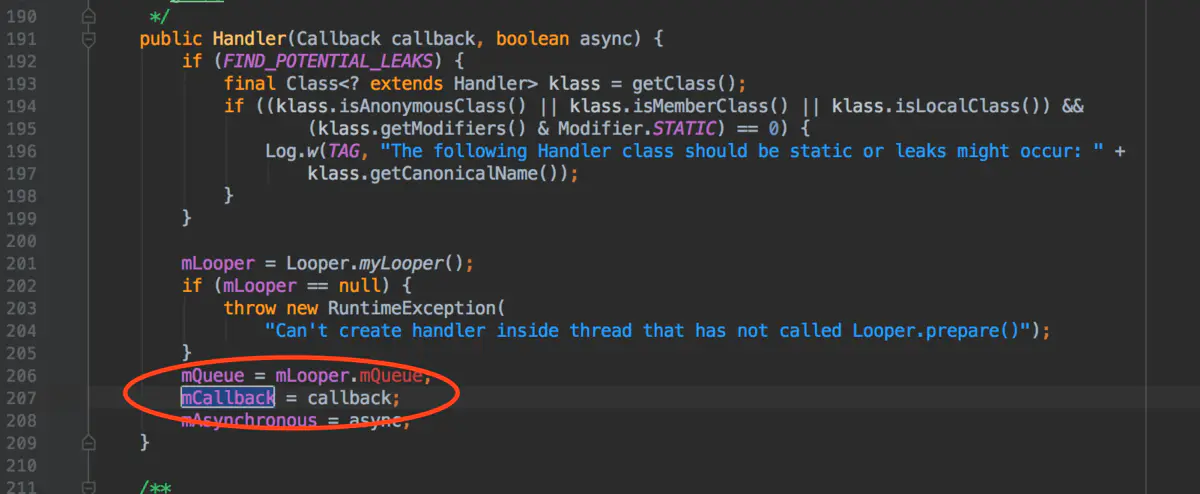 190 */
191 public Handler(Callback callback, boolean async) {
192 if (FIND_POTENTIAL_LEAKS) {
193 final Class<? extends Handler> klass = getClass();
194 if ((klass.isAnonymousClass() || klass.isMemberClass() || klass.isLocalClass()) &&
195 (klass.getModifiers() & Modifier.STATIC) == 0) {
196 Log.w(TAG, "The following Handler class should be static or leaks might occur: " +
197 klass.getCanonicalName());
198 }
199 }
200
201 mLooper = Looper.myLooper();
202 if (mLooper == null) {
203 throw new RuntimeException(
204 "Can't create handler inside thread that has not called Looper.prepare()");
205 }
206 mQueue = mLooper.mQueue;
207 mCallback = callback;
208 mAsynchronous = async;
209 }
210
211 /**